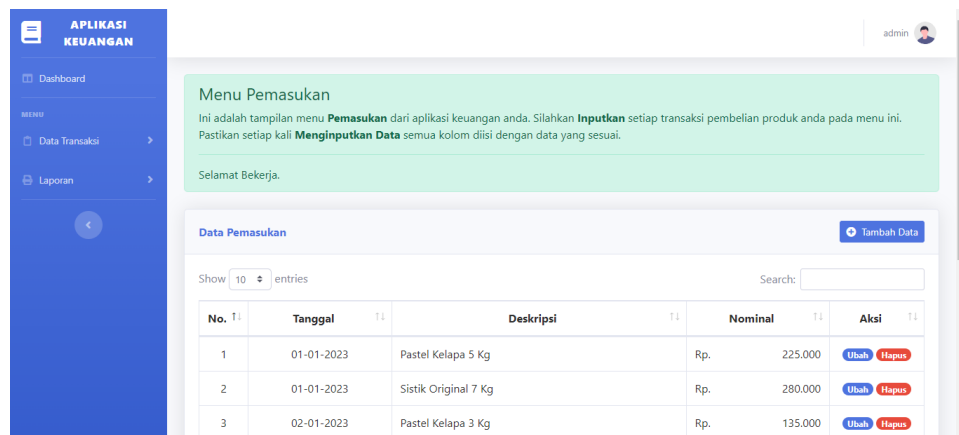 APLIKASI
KEUANGAN
admin
Dashboard
MENU
Data Transaksi
Laporan
Menu Pemasukan
Ini adalah tampilan menu Pemasukan dari aplikasi keuangan anda. Silahkan Inputkan setiap transaksi pembelian produk anda pada menu ini.
Pastikan setiap kali Menginputkan Data semua kolom diisi dengan data yang sesuai.
Selamat Bekerja.
Data Pemasukan
Tambah Data
Show 10 entries
Search:
No. Tanggal Deskripsi Nominal Aksi
1 01-01-2023 Pastel Kelapa 5 Kg Rp. 225.000 Ubah Hapus
2 01-01-2023 Sistik Original 7 Kg Rp. 280.000 Ubah Hapus
3 02-01-2023 Pastel Kelapa 3 Kg Rp. 135.000 Ubah Hapus